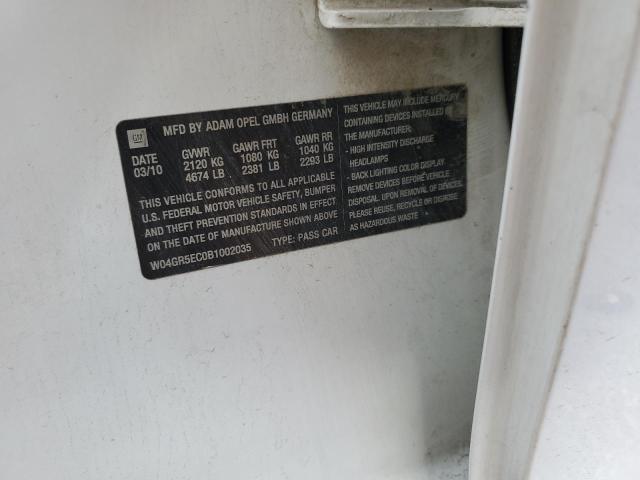 GM
MFD BY ADAM OPEL GMBH GERMANY
DATE GVWR GAWR FRT GAWR RR
03/10 2120 KG 1080 KG 1040 KG
4674 LB 2381 LB 2293 LB
THIS VEHICLE CONFORMS TO ALL APPLICABLE
U.S. FEDERAL MOTOR VEHICLE SAFETY, BUMPER
AND THEFT PREVENTION STANDARDS IN EFFECT
ON THE DATE OF MANUFACTURE SHOWN ABOVE
W04GR5EC0B1002035 TYPE: PASS CAR
THIS VEHICLE MAY INCLUDE MERCURY
CONTAINING DEVICES INSTALLED BY
THE MANUFACTURER:
- HIGH INTENSITY DISCHARGE
HEADLAMPS
- BACK LIGHTING COLOR DISPLAY
REMOVE DEVICES BEFORE VEHICLE
DISPOSAL. UPON REMOVAL OF DEVICES,
PLEASE REUSE, RECYCLE OR DISPOSE
AS HAZARDOUS WASTE